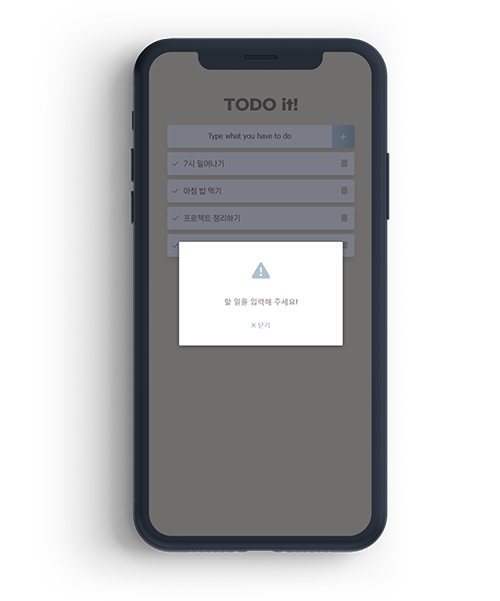 TODO it!
Type what you have to do
+
7시 일어나기
아침 밥 먹기
프로젝트 정리하기
할 일을 입력해 주세요!
× 닫기